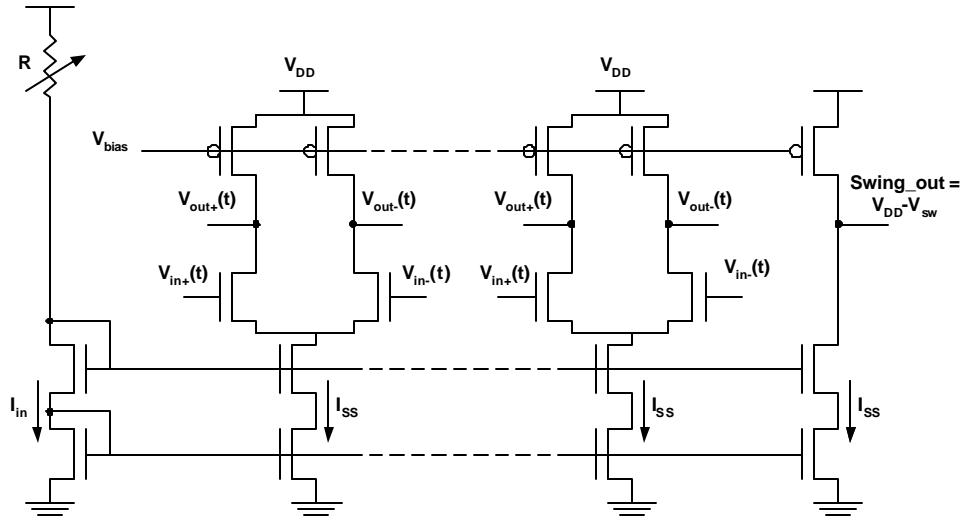 R
V_DD
V_DD
V_bias
V_out+(t)
V_out-(t)
V_out+(t)
V_out-(t)
Swing_out =
V_DD-V_sw
V_in+(t)
V_in-(t)
V_in+(t)
V_in-(t)
I_in
I_SS
I_SS
I_SS